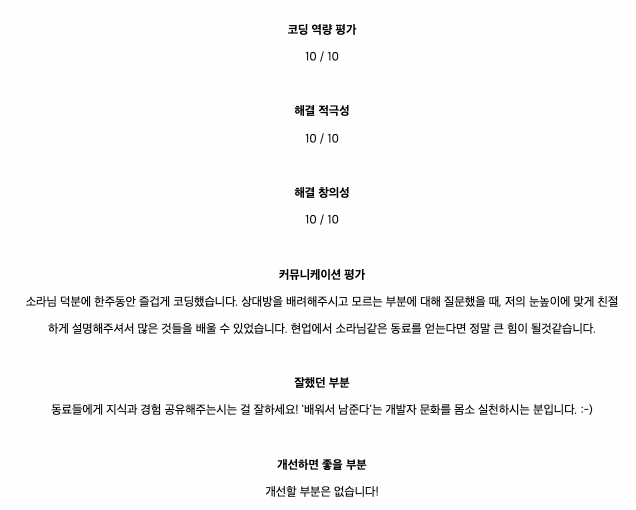 코딩 역량 평가
10 / 10
해결 적극성
10 / 10
해결 창의성
10 / 10
커뮤니케이션 평가
소라님 덕분에 한주동안 즐겁게 코딩했습니다. 상대방을 배려해주시고 모르는 부분에 대해 질문했을 때, 저의 눈높이에 맞게 친절
하게 설명해주셔서 많은 것들을 배울 수 있었습니다. 현업에서 소라님같은 동료를 얻는다면 정말 큰 힘이 될것같습니다.
잘했던 부분
동료들에게 지식과 경험 공유해주는시는 걸 잘하세요! '배워서 남준다'는 개발자 문화를 몸소 실천하시는 분입니다. :-)
개선하면 좋을 부분
개선할 부분은 없습니다!